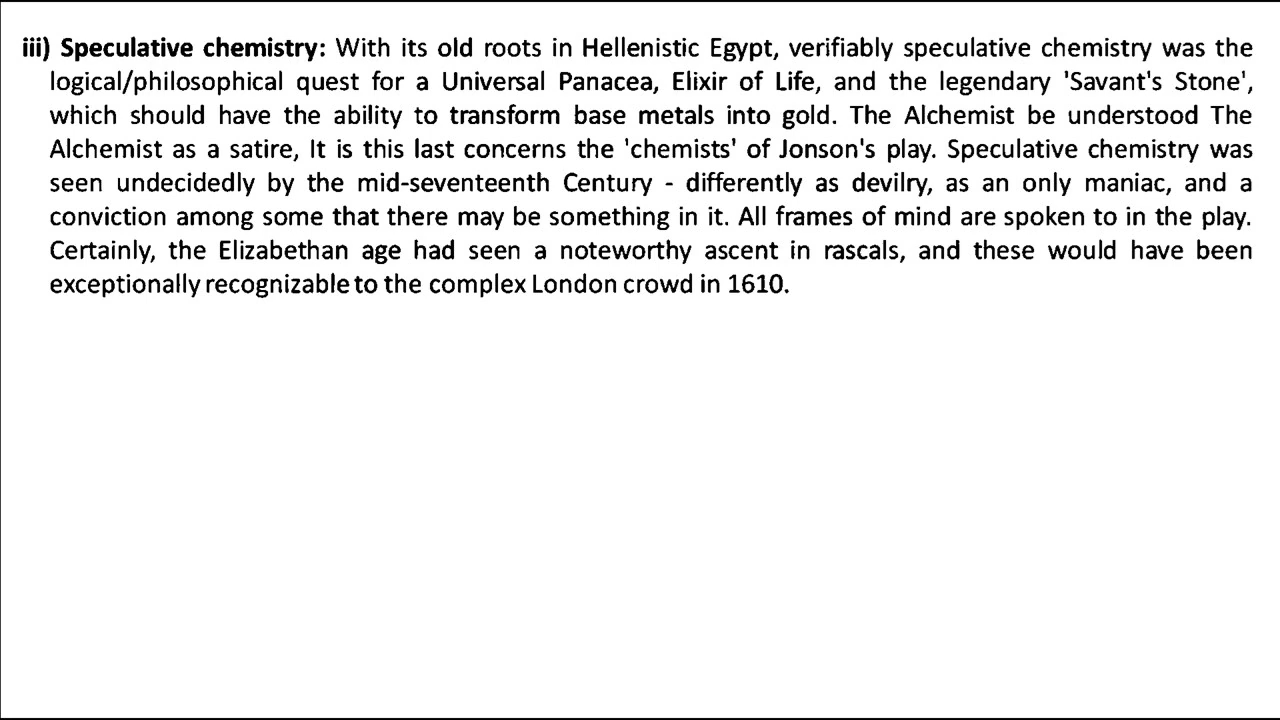 iii) Speculative chemistry: With its old roots in Hellenistic Egypt, verifiably speculative chemistry was the
logical/philosophical quest for a Universal Panacea, Elixir of Life, and the legendary 'Savant's Stone',
which should have the ability to transform base metals into gold. The Alchemist be understood The
Alchemist as a satire, It is this last concerns the 'chemists' of Jonson's play. Speculative chemistry was
seen undecidedly by the mid-seventeenth Century - differently as devilry, as an only maniac, and a
conviction among some that there may be something in it. All frames of mind are spoken to in the play.
Certainly, the Elizabethan age had seen a noteworthy ascent in rascals, and these would have been
exceptionally recognizable to the complex London crowd in 1610.